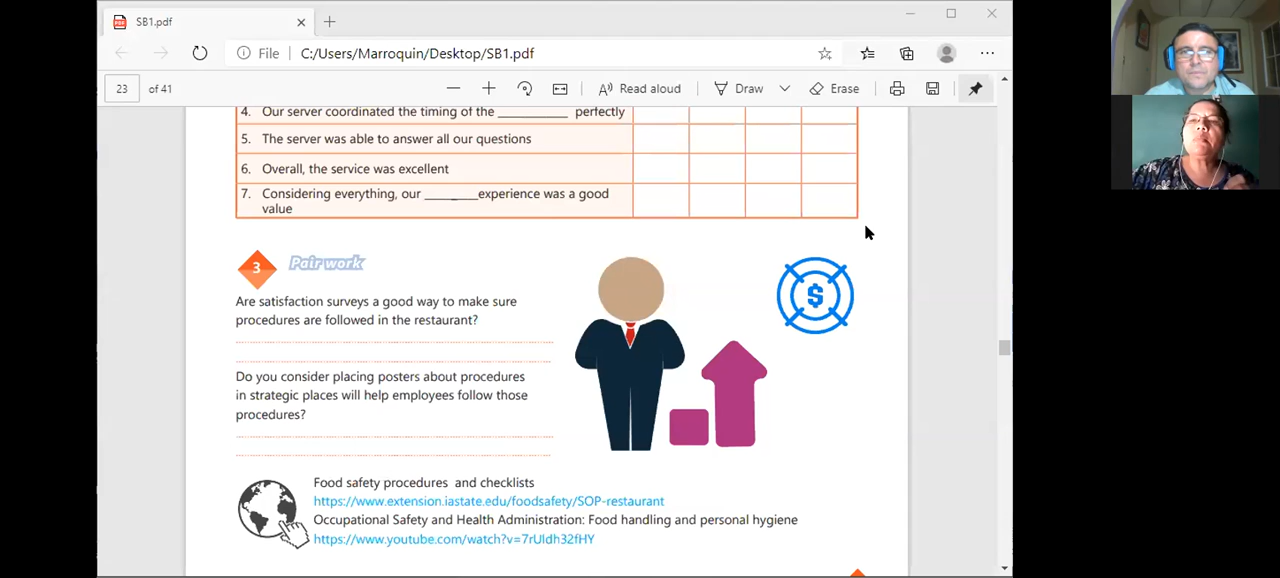 SB1.pdf
File C:/Users/Marroquin/Desktop/SB1.pdf
23 of 41 Read aloud Draw Erase
4. Our server coordinated the timing of the __________ perfectly
5. The server was able to answer all our questions
6. Overall, the service was excellent
7. Considering everything, our ________experience was a good
value
3 Pair work
Are satisfaction surveys a good way to make sure
procedures are followed in the restaurant?
Do you consider placing posters about procedures
in strategic places will help employees follow those
procedures?
$
Food safety procedures and checklists
https://www.extension.iastate.edu/foodsafety/SOP-restaurant
Occupational Safety and Health Administration: Food handling and personal hygiene
https://www.youtube.com/watch?v=7rUIdh32fHY